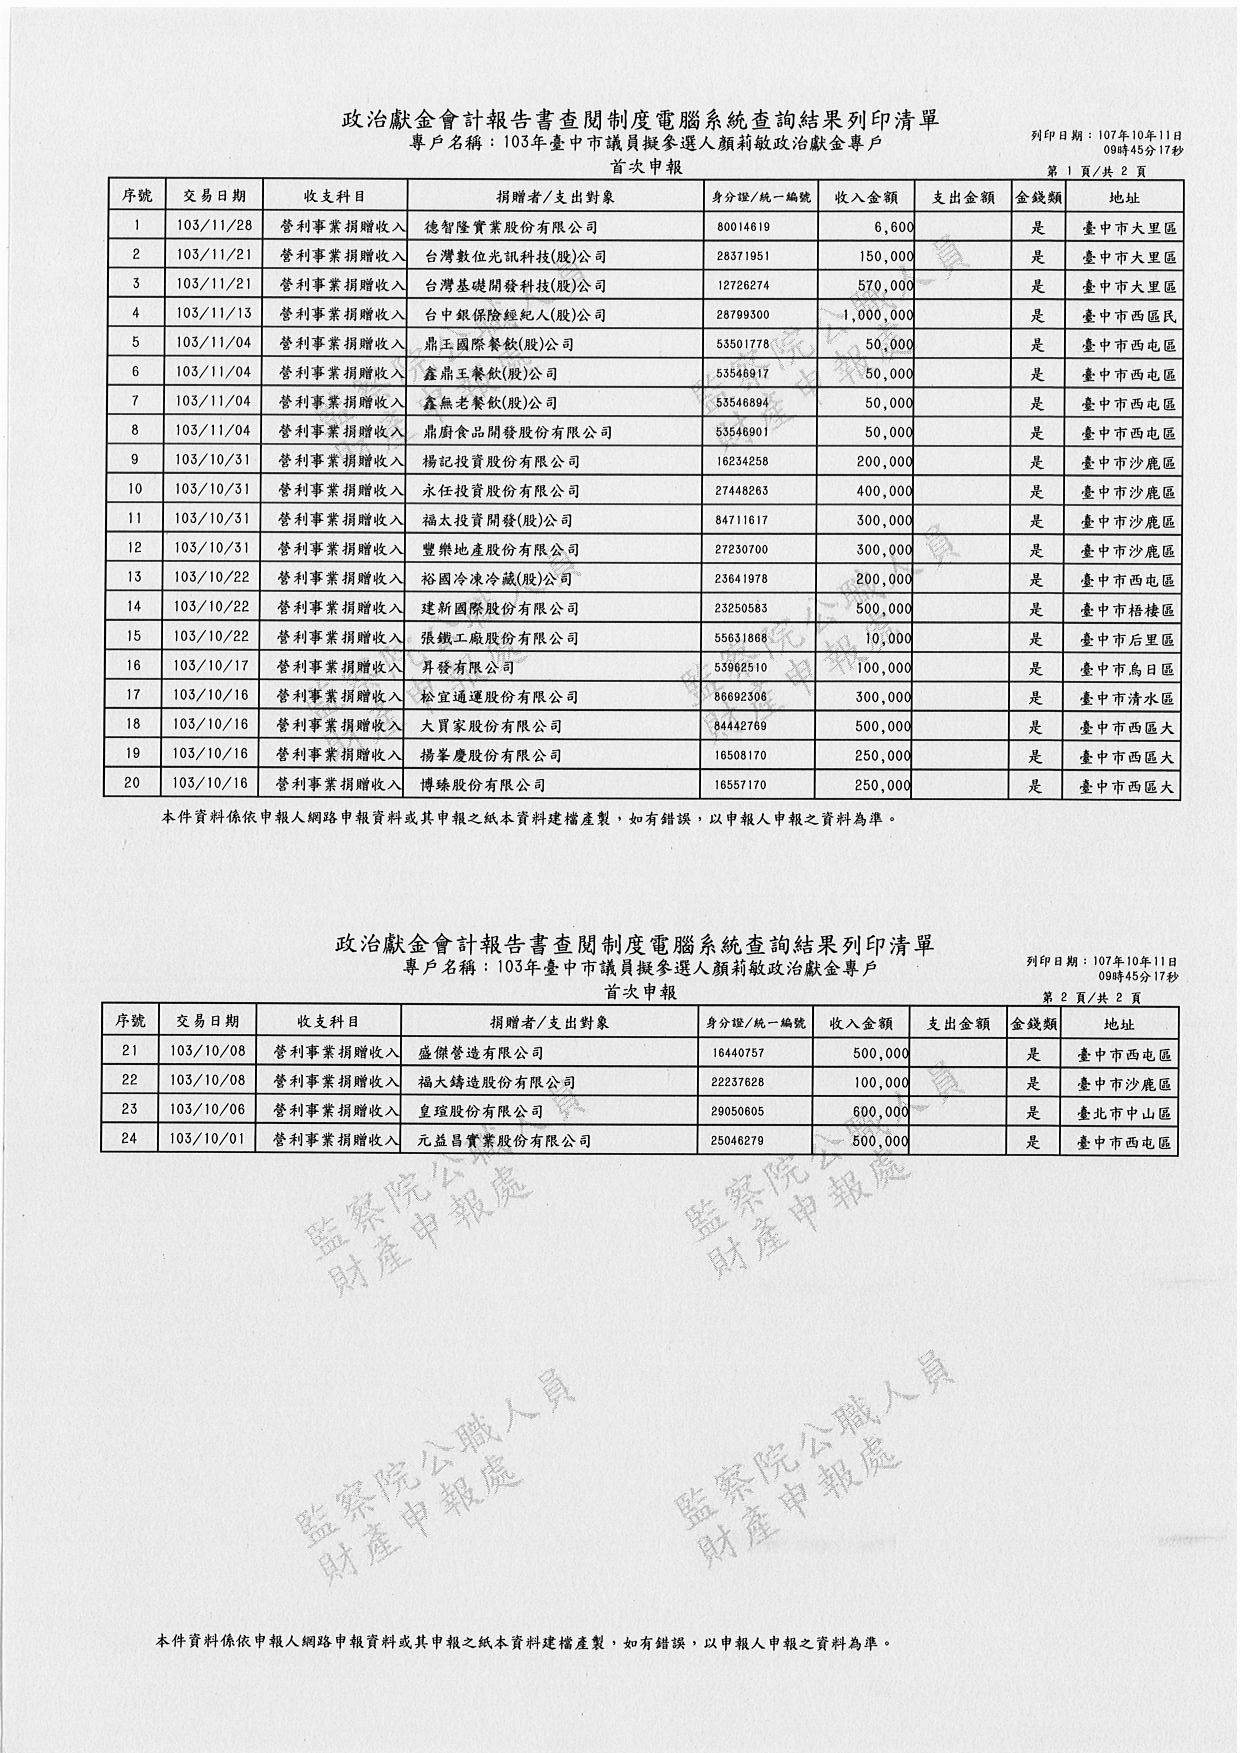 政治獻金會計報告書查閱制度電腦系統查詢結果列印清單
專戶名稱：103年臺中市議員擬參選人顏莉敏政治獻金專戶
列印日期：107年10年11日
09時45分17秒
首次申報
第 1 頁/共 2 頁
序號 交易日期 收支科目 捐贈者/支出對象 身分證/統一編號 收入金額 支出金額 金錢類 地址
1 103/11/28 營利事業捐贈收入 德智隆實業股份有限公司 80014619 6,600 是 臺中市大里區
2 103/11/21 營利事業捐贈收入 台灣數位光訊科技(股)公司 28371951 150,000 是 臺中市大里區
3 103/11/21 營利事業捐贈收入 台灣基礎開發科技(股)公司 12726274 570,000 是 臺中市大里區
4 103/11/13 營利事業捐贈收入 台中銀保險經紀人(股)公司 28799300 1,000,000 是 臺中市西區民
5 103/11/04 營利事業捐贈收入 鼎王國際餐飲(股)公司 53501778 50,000 是 臺中市西屯區
6 103/11/04 營利事業捐贈收入 鑫鼎王餐飲(股)公司 53546917 50,000 是 臺中市西屯區
7 103/11/04 營利事業捐贈收入 鑫無老餐飲(股)公司 53546894 50,000 是 臺中市西屯區
8 103/11/04 營利事業捐贈收入 鼎廚食品開發股份有限公司 53546901 50,000 是 臺中市西屯區
9 103/10/31 營利事業捐贈收入 楊記投資股份有限公司 16234258 200,000 是 臺中市沙鹿區
10 103/10/31 營利事業捐贈收入 永任投資股份有限公司 27448263 400,000 是 臺中市沙鹿區
11 103/10/31 營利事業捐贈收入 福太投資開發(股)公司 84711617 300,000 是 臺中市沙鹿區
12 103/10/31 營利事業捐贈收入 豐樂地產股份有限公司 27230700 300,000 是 臺中市沙鹿區
13 103/10/22 營利事業捐贈收入 裕國冷凍冷藏(股)公司 23641978 200,000 是 臺中市西屯區
14 103/10/22 營利事業捐贈收入 建新國際股份有限公司 23250583 500,000 是 臺中市梧棲區
15 103/10/22 營利事業捐贈收入 張鐵工廠股份有限公司 55631868 10,000 是 臺中市后里區
16 103/10/17 營利事業捐贈收入 昇發有限公司 53962510 100,000 是 臺中市烏日區
17 103/10/16 營利事業捐贈收入 松宜通運股份有限公司 86692306 300,000 是 臺中市清水區
18 103/10/16 營利事業捐贈收入 大買家股份有限公司 84442769 500,000 是 臺中市西區大
19 103/10/16 營利事業捐贈收入 揚峯慶股份有限公司 16508170 250,000 是 臺中市西區大
20 103/10/16 營利事業捐贈收入 博臻股份有限公司 16557170 250,000 是 臺中市西區大
本件資料係依申報人網路申報資料或其申報之紙本資料建檔產製，如有錯誤，以申報人申報之資料為準。
監察院公職人員
財產申報處
監察院公職人員
財產申報處
監察院公職人員
財產申報處
監察院公職人員
財產申報處
政治獻金會計報告書查閱制度電腦系統查詢結果列印清單
專戶名稱：103年臺中市議員擬參選人顏莉敏政治獻金專戶
列印日期：107年10年11日
09時45分17秒
首次申報
第 2 頁/共 2 頁
序號 交易日期 收支科目 捐贈者/支出對象 身分證/統一編號 收入金額 支出金額 金錢類 地址
21 103/10/08 營利事業捐贈收入 盛傑營造有限公司 16440757 500,000 是 臺中市西屯區
22 103/10/08 營利事業捐贈收入 福大鑄造股份有限公司 22237628 100,000 是 臺中市沙鹿區
23 103/10/06 營利事業捐贈收入 皇瑄股份有限公司 29050605 600,000 是 臺北市中山區
24 103/10/01 營利事業捐贈收入 元益昌實業股份有限公司 25046279 500,000 是 臺中市西屯區
監察院公職人員
財產申報處
監察院公職人員
財產申報處
監察院公職人員
財產申報處
監察院公職人員
財產申報處
本件資料係依申報人網路申報資料或其申報之紙本資料建檔產製，如有錯誤，以申報人申報之資料為準。